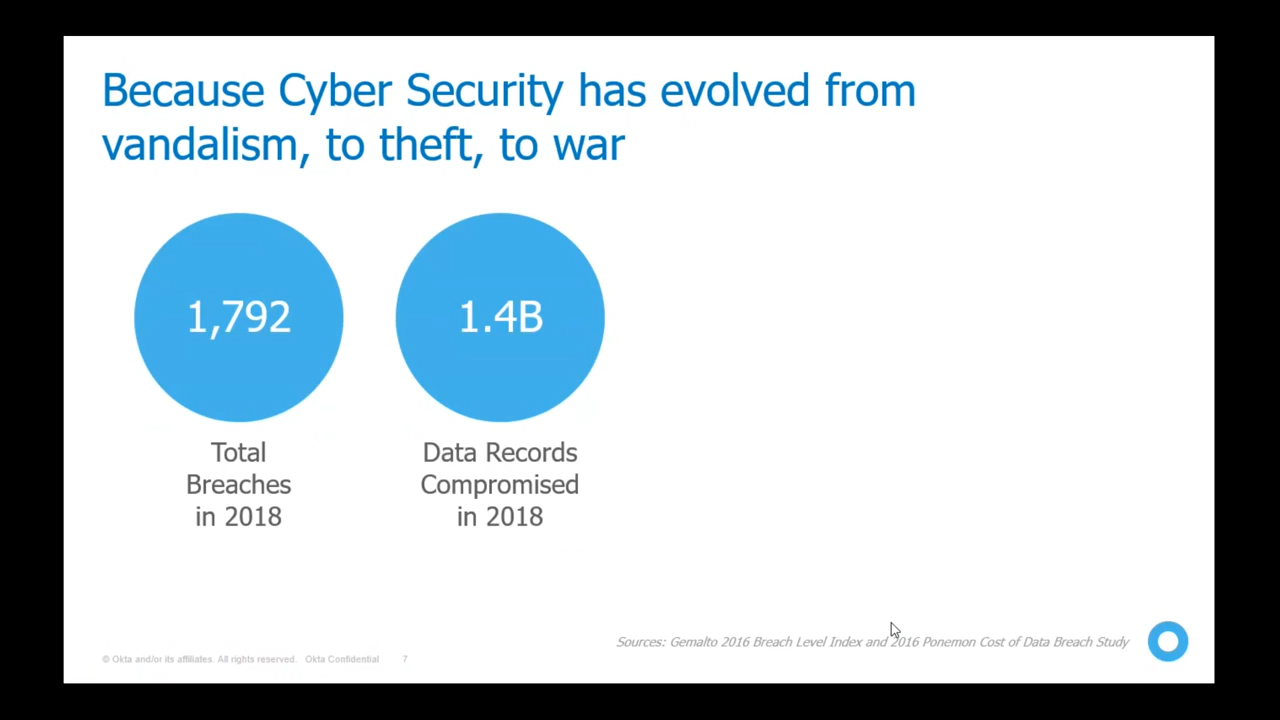 Because Cyber Security has evolved from
vandalism, to theft, to war
1,792
1.4B
Total
Breaches
in 2018
Data Records
Compromised
in 2018
Sources: Gemalto 2016 Breach Level Index and 2016 Ponemon Cost of Data Breach Study
© Okta and/or its affiliates. All rights reserved. Okta Confidential 7